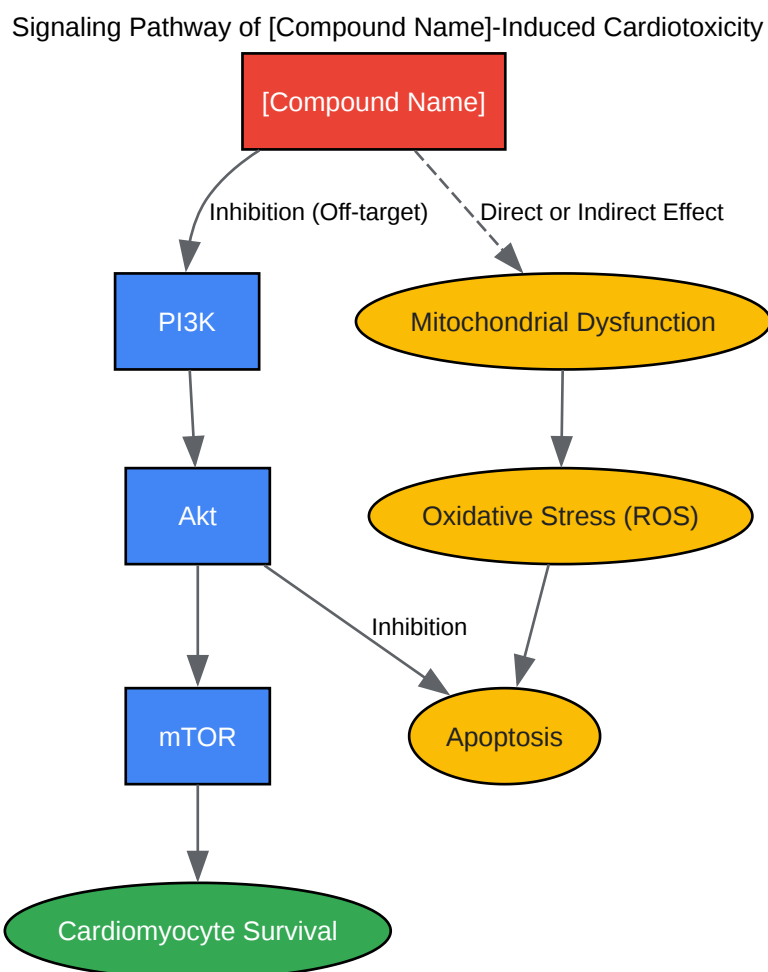 Signaling Pathway of [Compound Name]-Induced Cardiotoxicity
[Compound Name]
Inhibition (Off-target)
Direct or Indirect Effect
PI3K
Mitochondrial Dysfunction
Akt
Oxidative Stress (ROS)
Inhibition
mTOR
Apoptosis
Cardiomyocyte Survival